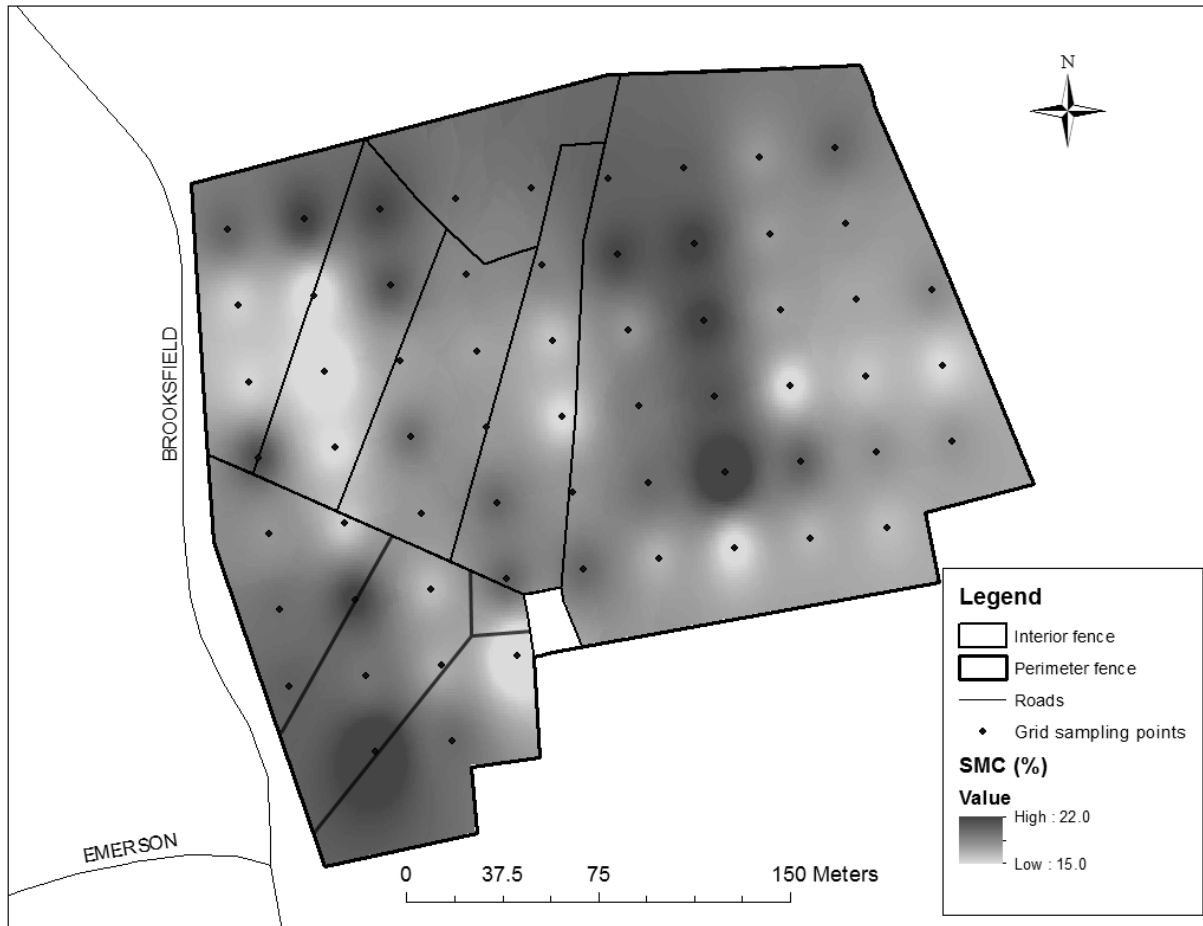 N
BROOKSFIELD
EMERSON
0 37.5 75 150 Meters
Legend
Interior fence
Perimeter fence
Roads
Grid sampling points
SMC (%)
Value
High : 22.0
Low : 15.0